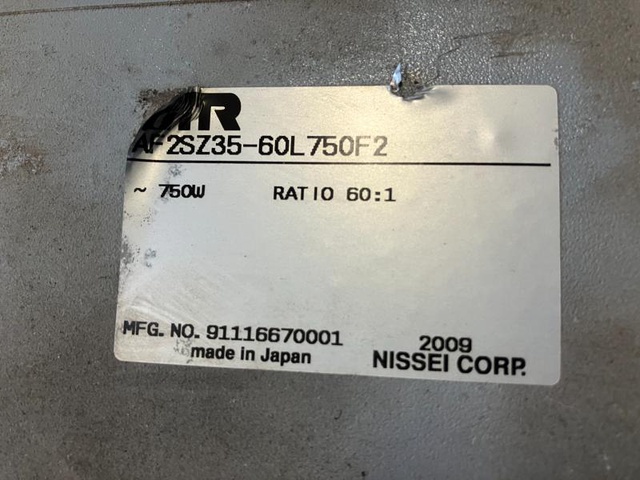 AF2SZ35-60L750F2
~ 750W RATIO 60:1
MFG. NO. 91116670001 2009
made in Japan NISSEI CORP.